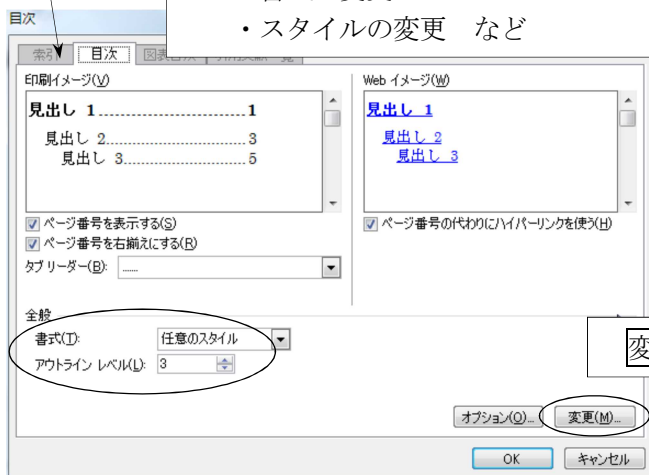 ・スタイルの変更 など
目次
索引 目次
印刷イメージ(V)
見出し 1..............................1
見出し 2..............................3
見出し 3...........................5
Web イメージ(W)
見出し 1
見出し 2
見出し 3
ページ番号を表示する(S)
ページ番号を右揃えにする(R)
タブ リーダー(B): ......
ページ番号の代わりにハイパーリンクを使う(H)
全般
書式(T): 任意のスタイル
アウトライン レベル(L): 3
変
オプション(O)... 変更(M)...
OK キャンセル